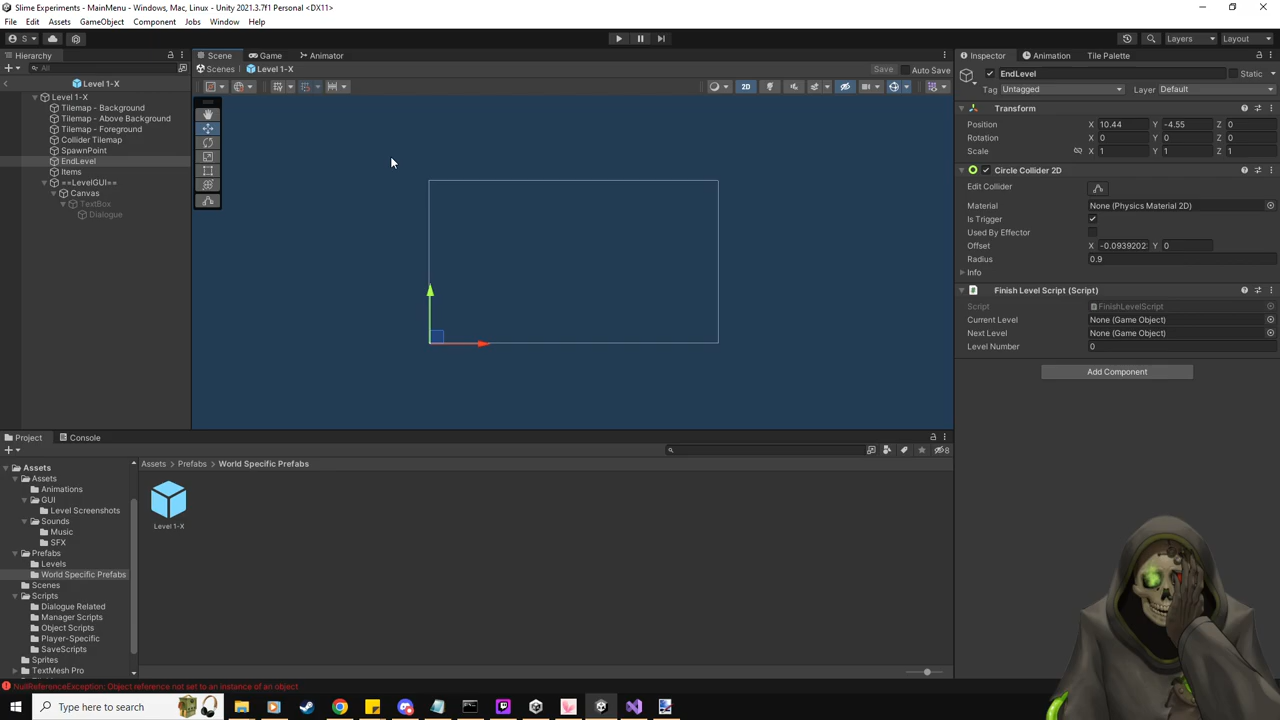 Slime Experiments - MainMenu - Windows, Mac, Linux - Unity 2021.3.7f1 Personal <DX11>
File Edit Assets GameObject Component Jobs Window Help
S Layers Layout
Hierarchy
All
Level 1-X
Level 1-X
Tilemap - Background
Tilemap - Above Background
Tilemap - Foreground
Collider Tilemap
SpawnPoint
EndLevel
Items
==LevelGUI==
Canvas
TextBox
Dialogue
Scene Game Animator
Scenes Level 1-X Save Auto Save
2D
Inspector Animation Tile Palette
EndLevel Static
Tag Untagged Layer Default
Transform
Position X 10.44 Y -4.55 Z 0
Rotation X 0 Y 0 Z 0
Scale X 1 Y 1 Z 1
Circle Collider 2D
Edit Collider
Material None (Physics Material 2D)
Is Trigger
Used By Effector
Offset X -0.0939202 Y 0
Radius 0.9
Info
Finish Level Script (Script)
Script FinishLevelScript
Current Level None (Game Object)
Next Level None (Game Object)
Level Number 0
Add Component
Project Console
8
Assets
Assets
Animations
GUI
Level Screenshots
Sounds
Music
SFX
Prefabs
Levels
World Specific Prefabs
Scenes
Scripts
Dialogue Related
Manager Scripts
Object Scripts
Player-Specific
SaveScripts
Sprites
TextMesh Pro
Assets > Prefabs > World Specific Prefabs
Level 1-X
NullReferenceException: Object reference not set to an instance of an object
Type here to search